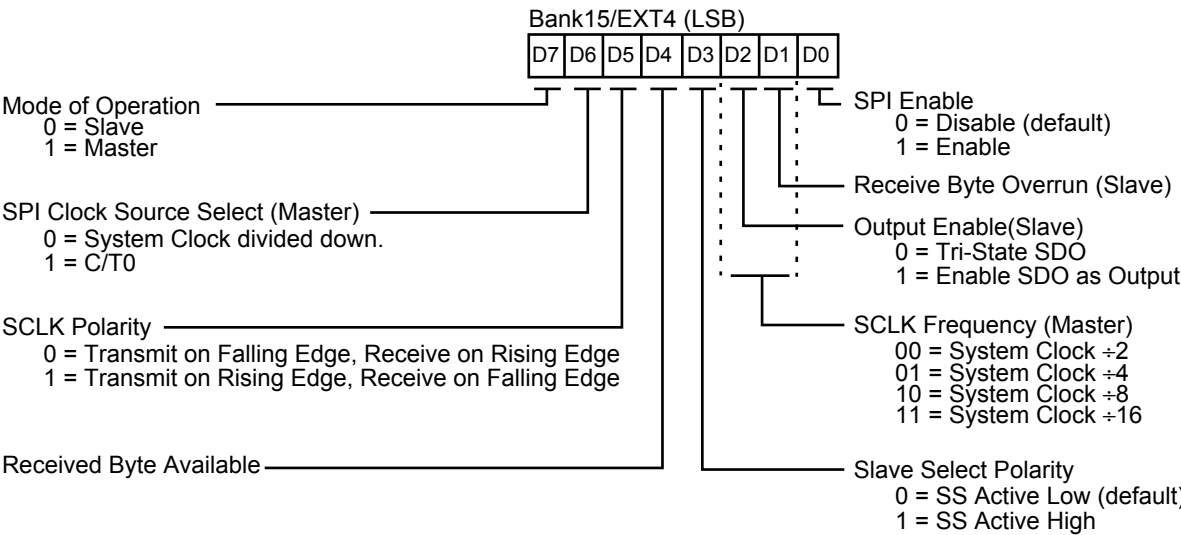 Bank15/EXT4 (LSB)
D7 D6 D5 D4 D3 D2 D1 D0
Mode of Operation
0 = Slave
1 = Master
SPI Clock Source Select (Master)
0 = System Clock divided down.
1 = C/T0
SCLK Polarity
0 = Transmit on Falling Edge, Receive on Rising Edge
1 = Transmit on Rising Edge, Receive on Falling Edge
Received Byte Available
SPI Enable
0 = Disable (default)
1 = Enable
Receive Byte Overrun (Slave)
Output Enable(Slave)
0 = Tri-State SDO
1 = Enable SDO as Output
SCLK Frequency (Master)
00 = System Clock ÷2
01 = System Clock ÷4
10 = System Clock ÷8
11 = System Clock ÷16
Slave Select Polarity
0 = SS Active Low (default)
1 = SS Active High